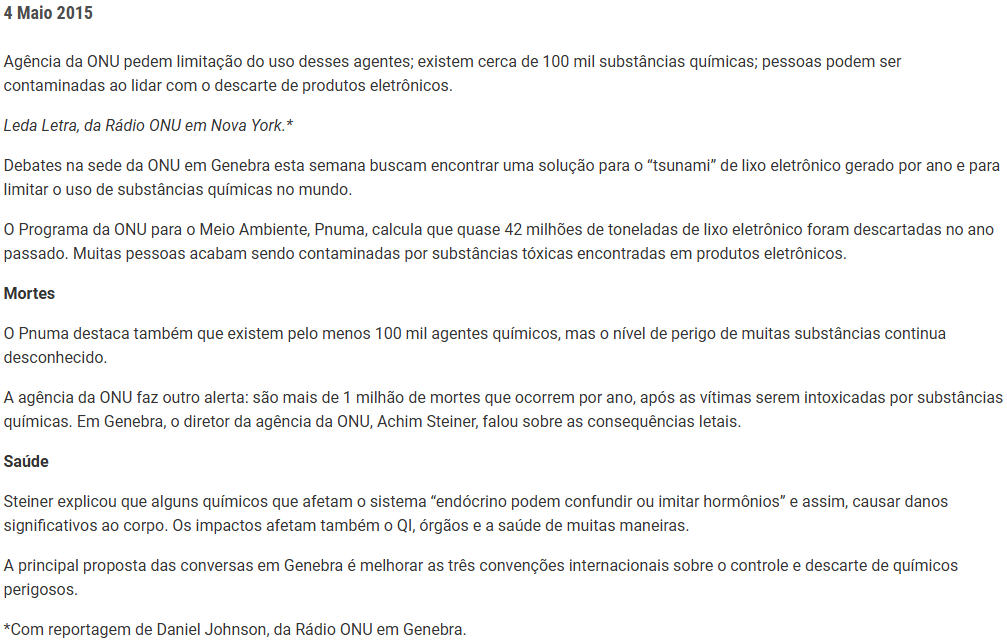 4 Maio 2015
Agência da ONU pedem limitação do uso desses agentes; existem cerca de 100 mil substâncias químicas; pessoas podem ser
contaminadas ao lidar com o descarte de produtos eletrônicos.
Leda Letra, da Rádio ONU em Nova York.*
Debates na sede da ONU em Genebra esta semana buscam encontrar uma solução para o “tsunami” de lixo eletrônico gerado por ano e para
limitar o uso de substâncias químicas no mundo.
O Programa da ONU para o Meio Ambiente, Pnuma, calcula que quase 42 milhões de toneladas de lixo eletrônico foram descartadas no ano
passado. Muitas pessoas acabam sendo contaminadas por substâncias tóxicas encontradas em produtos eletrônicos.
Mortes
O Pnuma destaca também que existem pelo menos 100 mil agentes químicos, mas o nível de perigo de muitas substâncias continua
desconhecido.
A agência da ONU faz outro alerta: são mais de 1 milhão de mortes que ocorrem por ano, após as vítimas serem intoxicadas por substâncias
químicas. Em Genebra, o diretor da agência da ONU, Achim Steiner, falou sobre as consequências letais.
Saúde
Steiner explicou que alguns químicos que afetam o sistema “endócrino podem confundir ou imitar hormônios” e assim, causar danos
significativos ao corpo. Os impactos afetam também o QI, órgãos e a saúde de muitas maneiras.
A principal proposta das conversas em Genebra é melhorar as três convenções internacionais sobre o controle e descarte de químicos
perigosos.
*Com reportagem de Daniel Johnson, da Rádio ONU em Genebra.